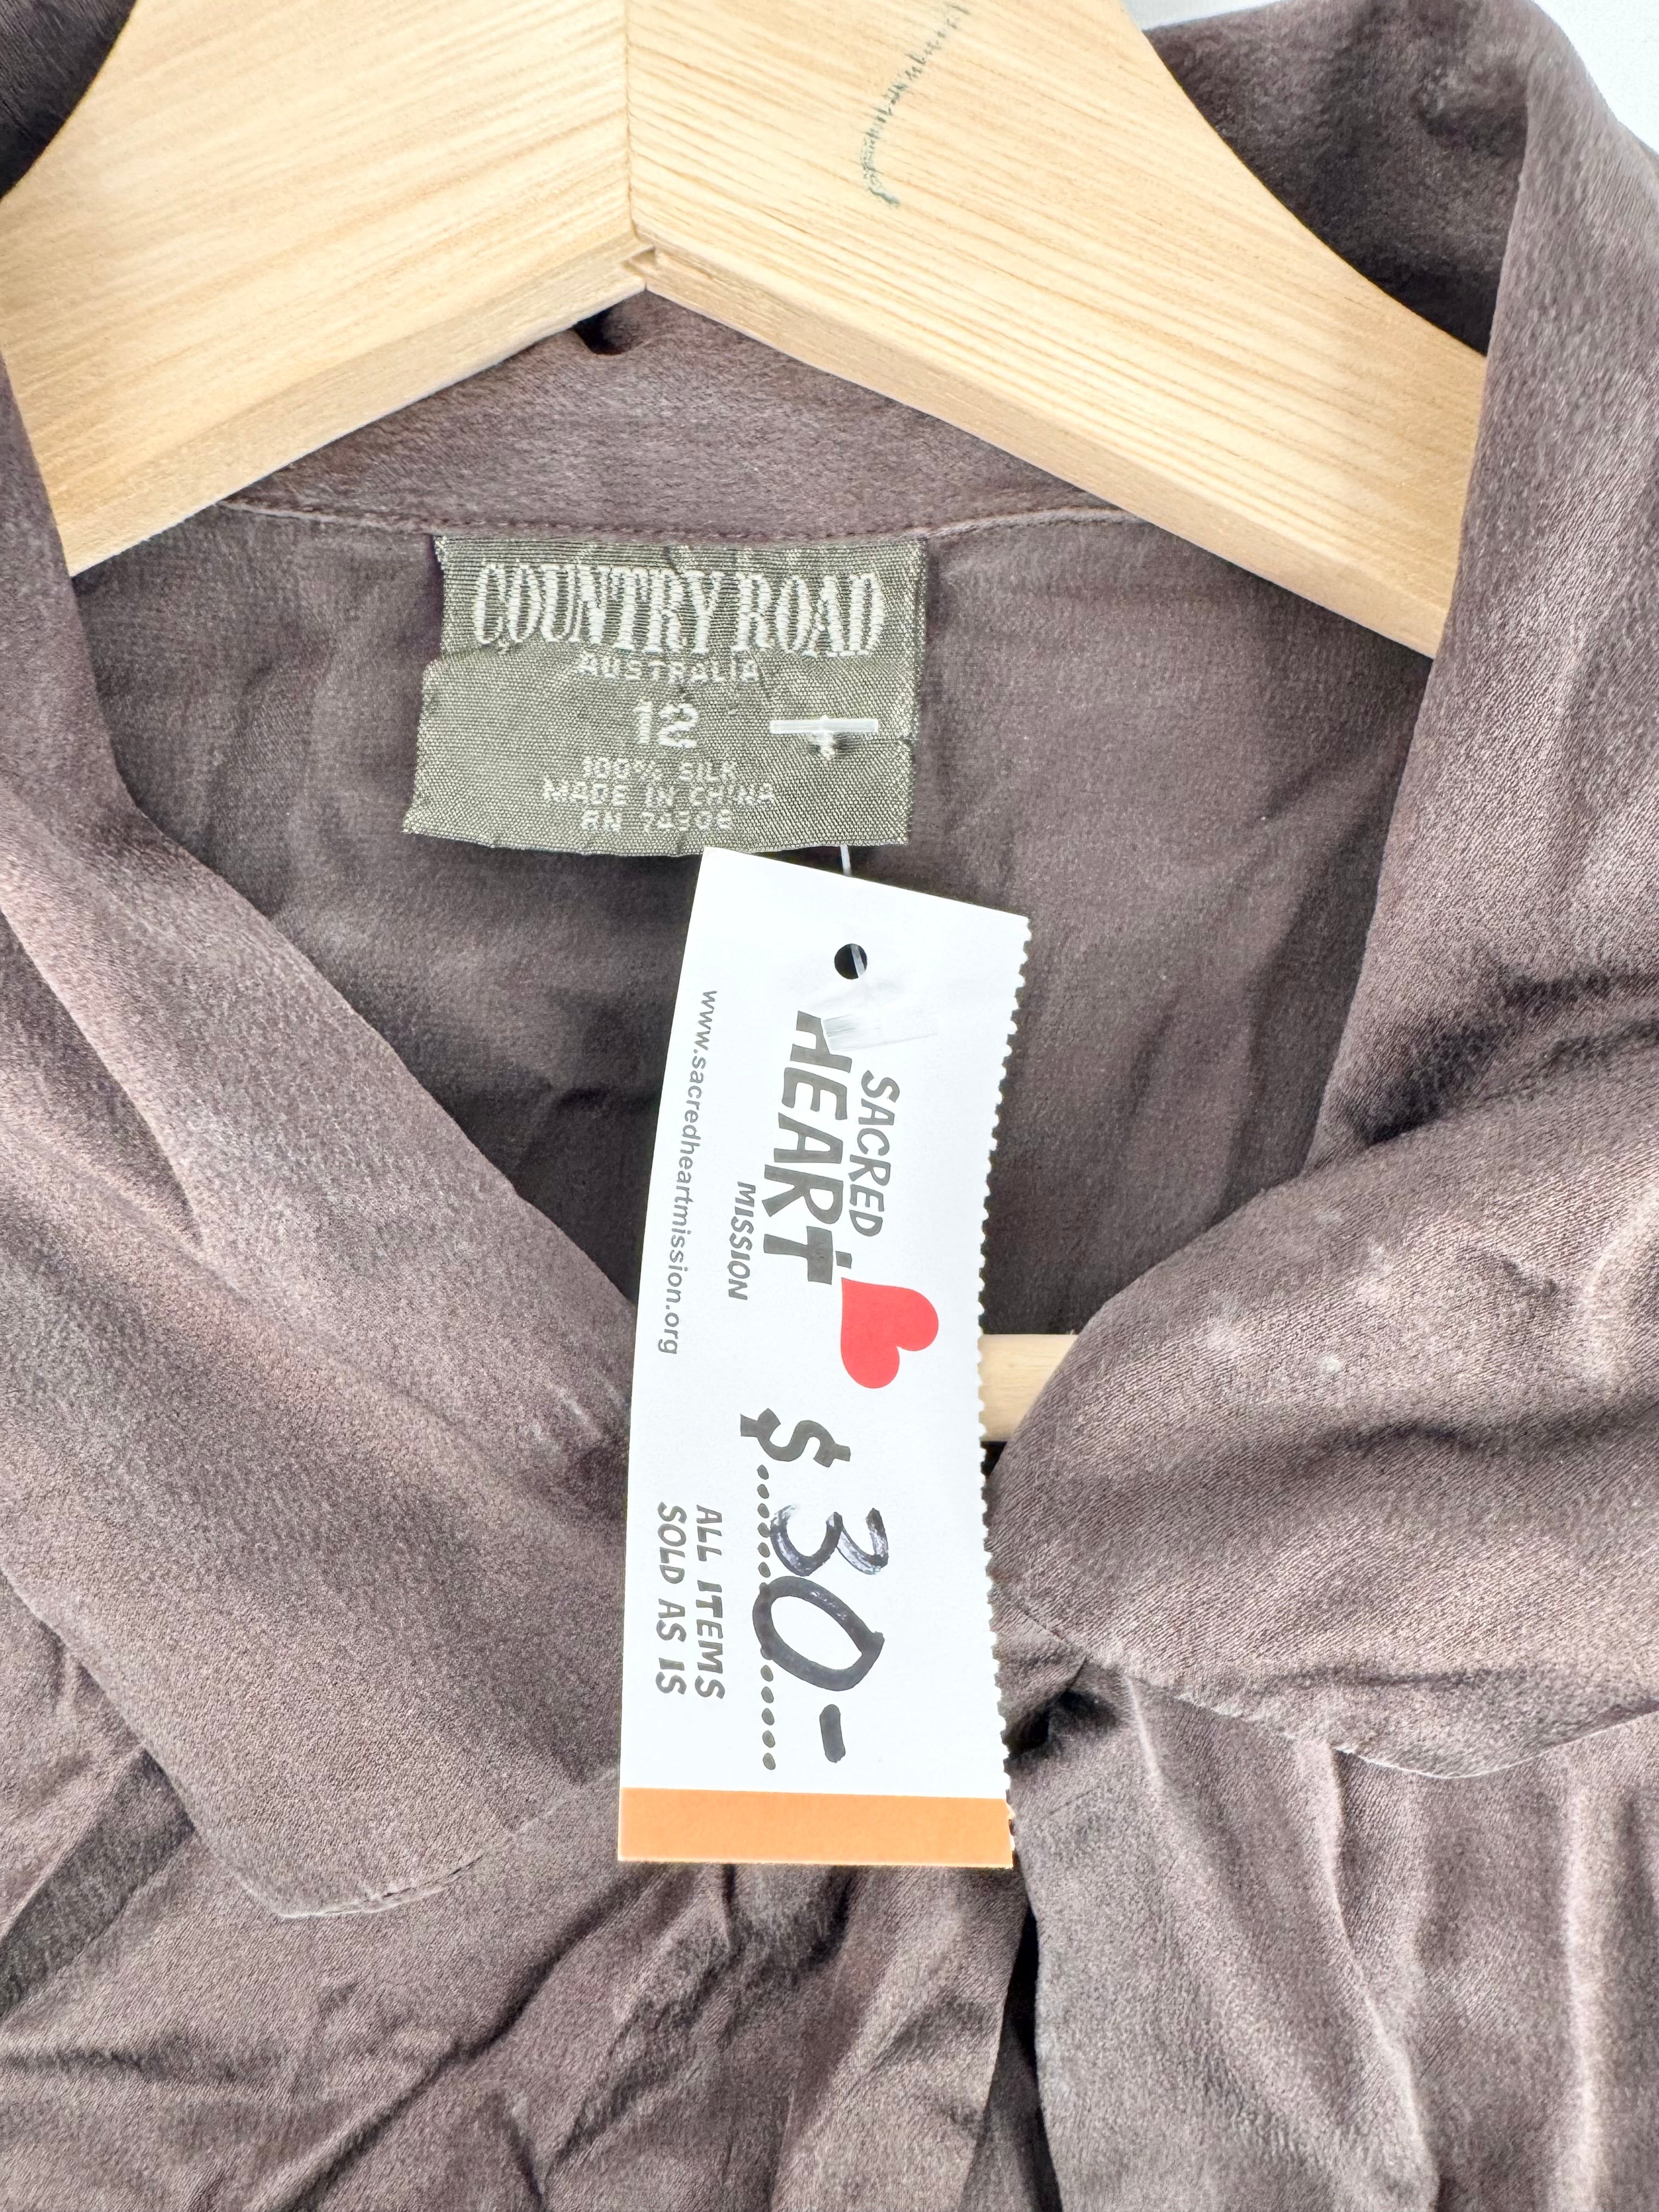 COUNTRY ROAD
AUSTRALIA
12
100% SILK
MADE IN CHINA
RN
SACRED
HEART
MISSION
www.sacredheartmission.org
$ 30-
ALL ITEMS
SOLD AS IS